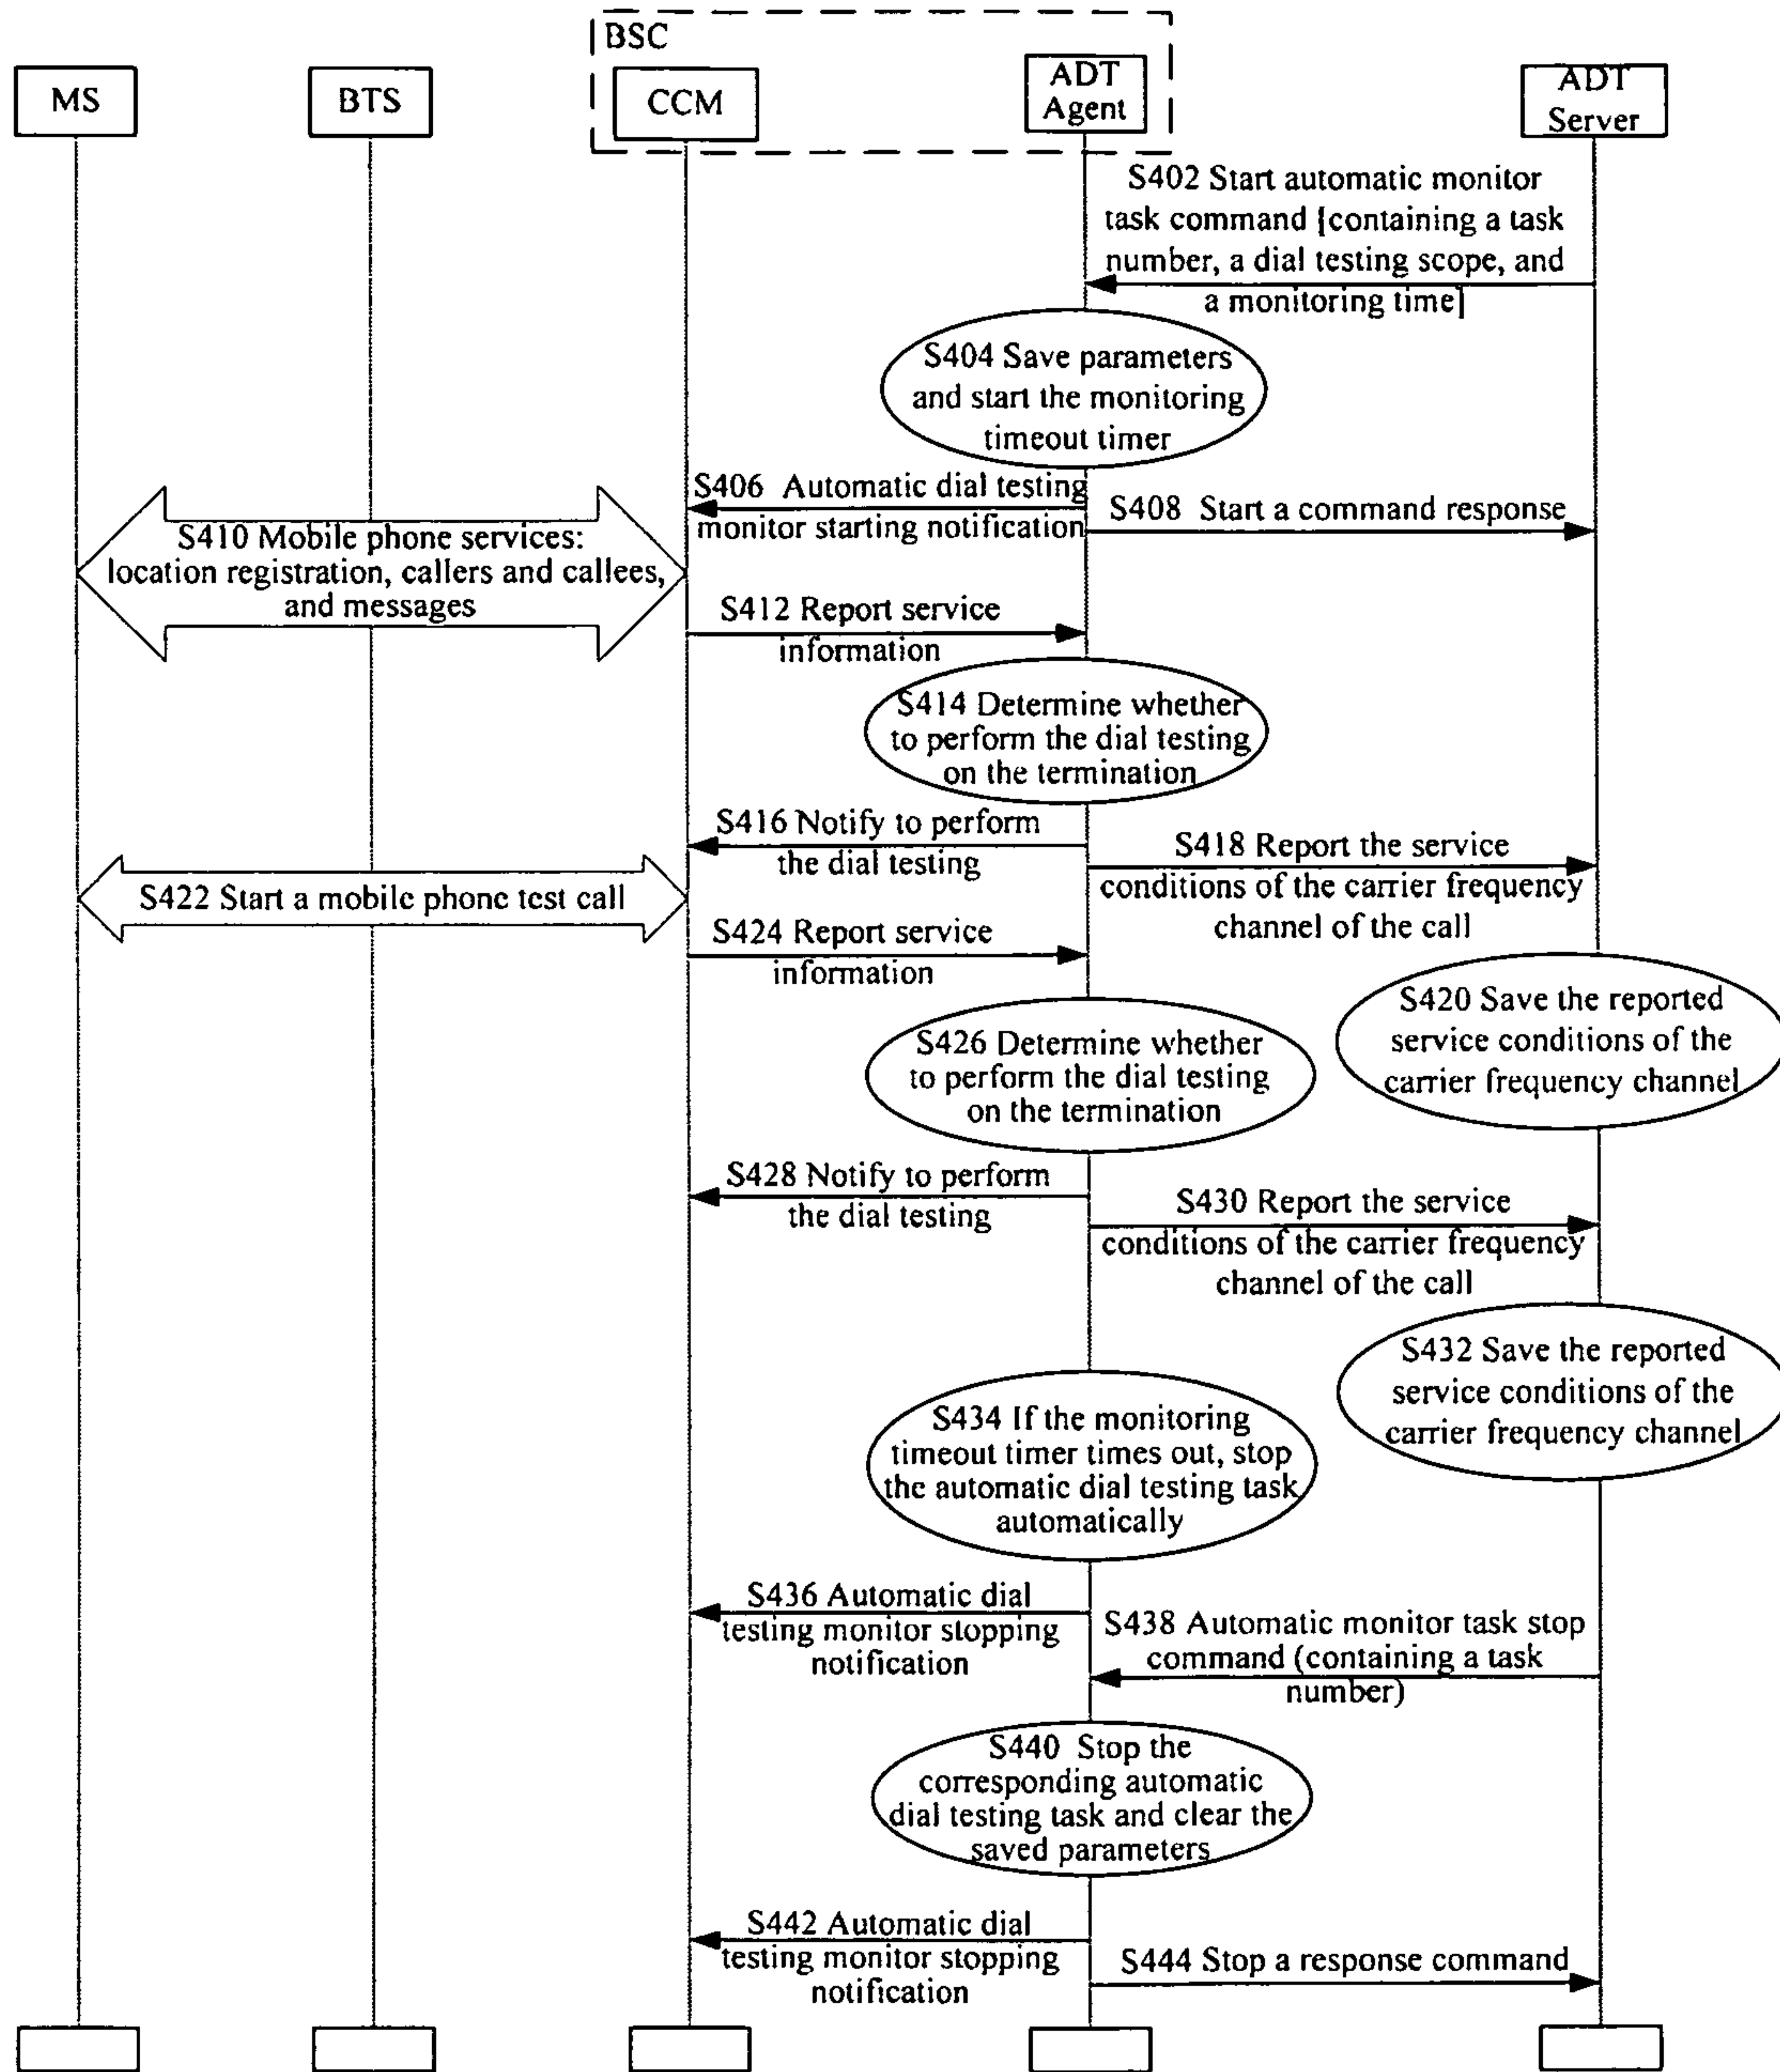 BSC
MS
BTS
CCM
ADT
Agent
ADT
Server
S402 Start automatic monitor
task command [containing a task
number, a dial testing scope, and
a monitoring time]
S404 Save parameters
and start the monitoring
timeout timer
S406 Automatic dial testing
monitor starting notification
S408 Start a command response
S410 Mobile phone services:
location registration, callers and callees,
and messages
S412 Report service
information
S414 Determine whether
to perform the dial testing
on the termination
S416 Notify to perform
the dial testing
S418 Report the service
conditions of the carrier frequency
channel of the call
S422 Start a mobile phone test call
S424 Report service
information
S420 Save the reported
service conditions of the
carrier frequency channel
S426 Determine whether
to perform the dial testing
on the termination
S428 Notify to perform
the dial testing
S430 Report the service
conditions of the carrier frequency
channel of the call
S432 Save the reported
service conditions of the
carrier frequency channel
S434 If the monitoring
timeout timer times out, stop
the automatic dial testing task
automatically
S436 Automatic dial
testing monitor stopping
notification
S438 Automatic monitor task stop
command (containing a task
number)
S440 Stop the
corresponding automatic
dial testing task and clear the
saved parameters
S442 Automatic dial
testing monitor stopping
notification
S444 Stop a response command